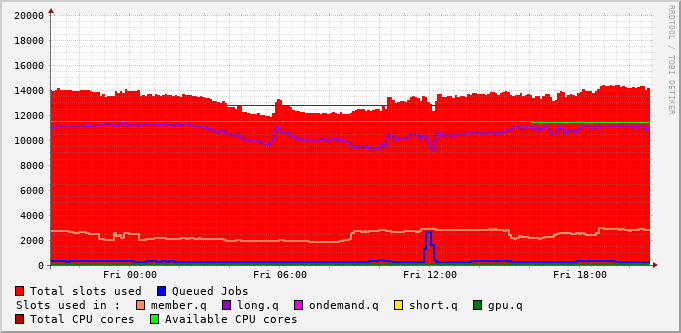 20000
18000
16000
14000
12000
10000
8000
6000
4000
2000
0
Fri 00:00 Fri 06:00 Fri 12:00 Fri 18:00
RRDTOOL / TOBI OETIKER
Total slots used Queued Jobs
Slots used in : member.q long.q ondemand.q short.q gpu.q
Total CPU cores Available CPU cores